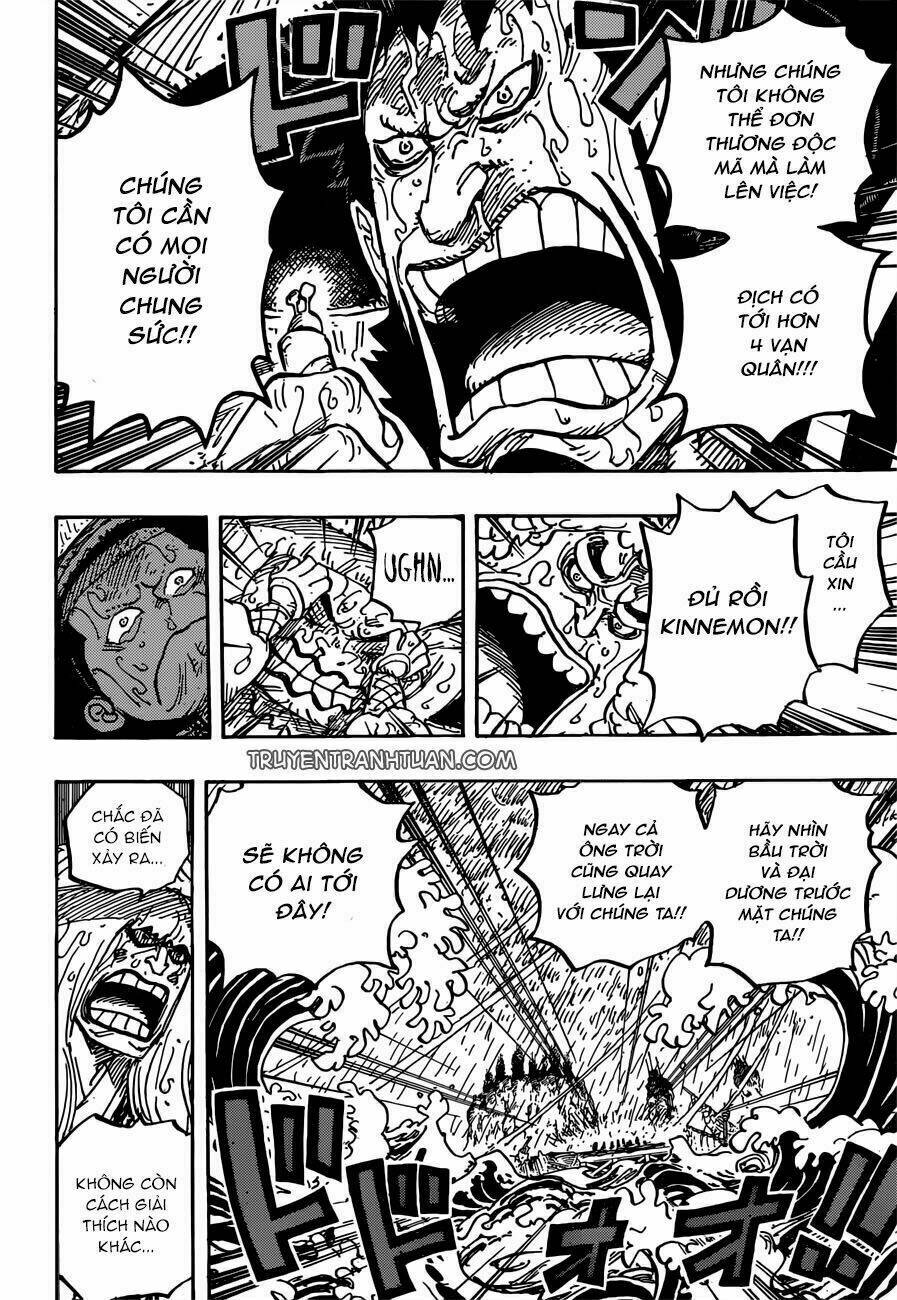 NHƯNG CHÚNG
TÔI KHÔNG
THỂ ĐƠN
THƯƠNG ĐỘC
MÃ MÀ LÀM
LÊN VIỆC!
ĐỊCH CÓ
TỚI HƠN
4 VẠN
QUÂN!!!
CHÚNG
TÔI CẦN
CÓ MỌI
NGƯỜI
CHUNG
SỨC!!
ドド
TÔI
CẦU
XIN
...
ĐỦ RỒI
KINNEMON!!
UGHN...
TRUYENTRANHTUAN.COM
HÃY NHÌN
BẦU TRỜI
VÀ ĐẠI
DƯƠNG TRƯỚC
MẶT CHÚNG
TA!!
NGAY CẢ
ÔNG TRỜI
CŨNG QUAY
LƯNG LẠI
VỚI CHÚNG TA!!
SẼ KHÔNG
CÓ AI TỚI
ĐÂY!
ドドォォ!!
CHẮC ĐÃ
CÓ BIẾN
XẢY RA...
KHÔNG CÒN
CÁCH GIẢI
THÍCH NÀO
KHÁC...